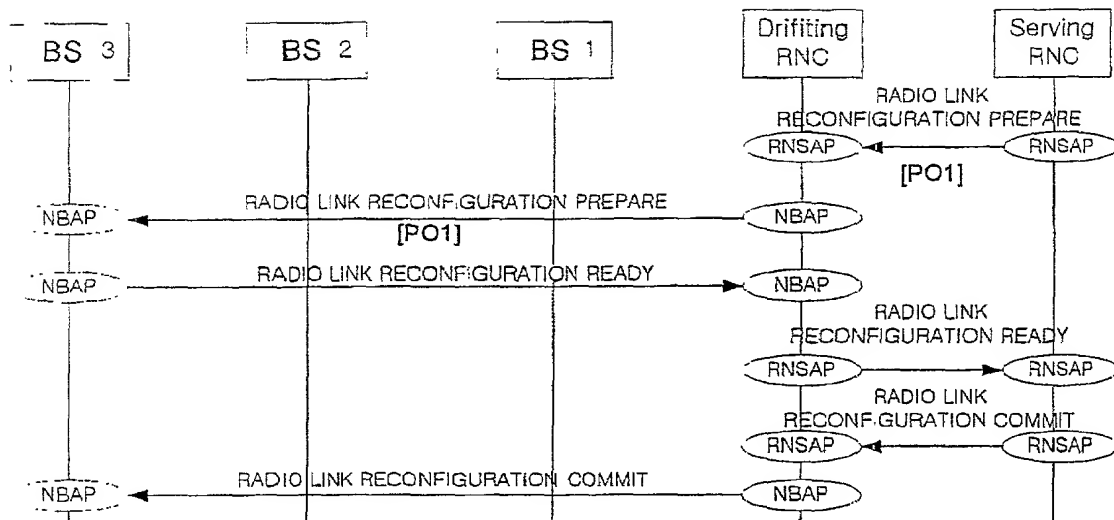 BS 3
BS 2
BS 1
Drifiting
RNC
Serving
RNC
RADIO LINK
RECONFIGURATION PREPARE
RNSAP
RNSAP
[PO1]
RADIO LINK RECONFIGURATION PREPARE
NBAP
NBAP
[PO1]
RADIO LINK RECONFIGURATION READY
NBAP
NBAP
RADIO LINK
RECONFIGURATION READY
RNSAP
RNSAP
RADIO LINK
RECONFIGURATION COMMIT
RNSAP
RNSAP
RADIO LINK RECONFIGURATION COMMIT
NBAP
NBAP